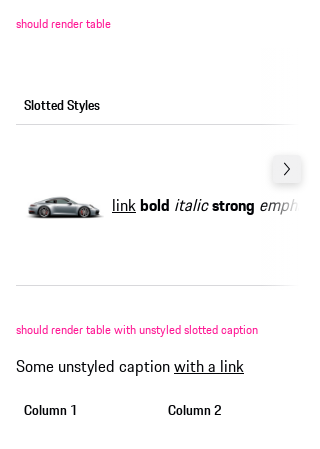 should render table
Slotted Styles
link bold italic strong emph
should render table with unstyled slotted caption
Some unstyled caption with a link
Column 1 Column 2